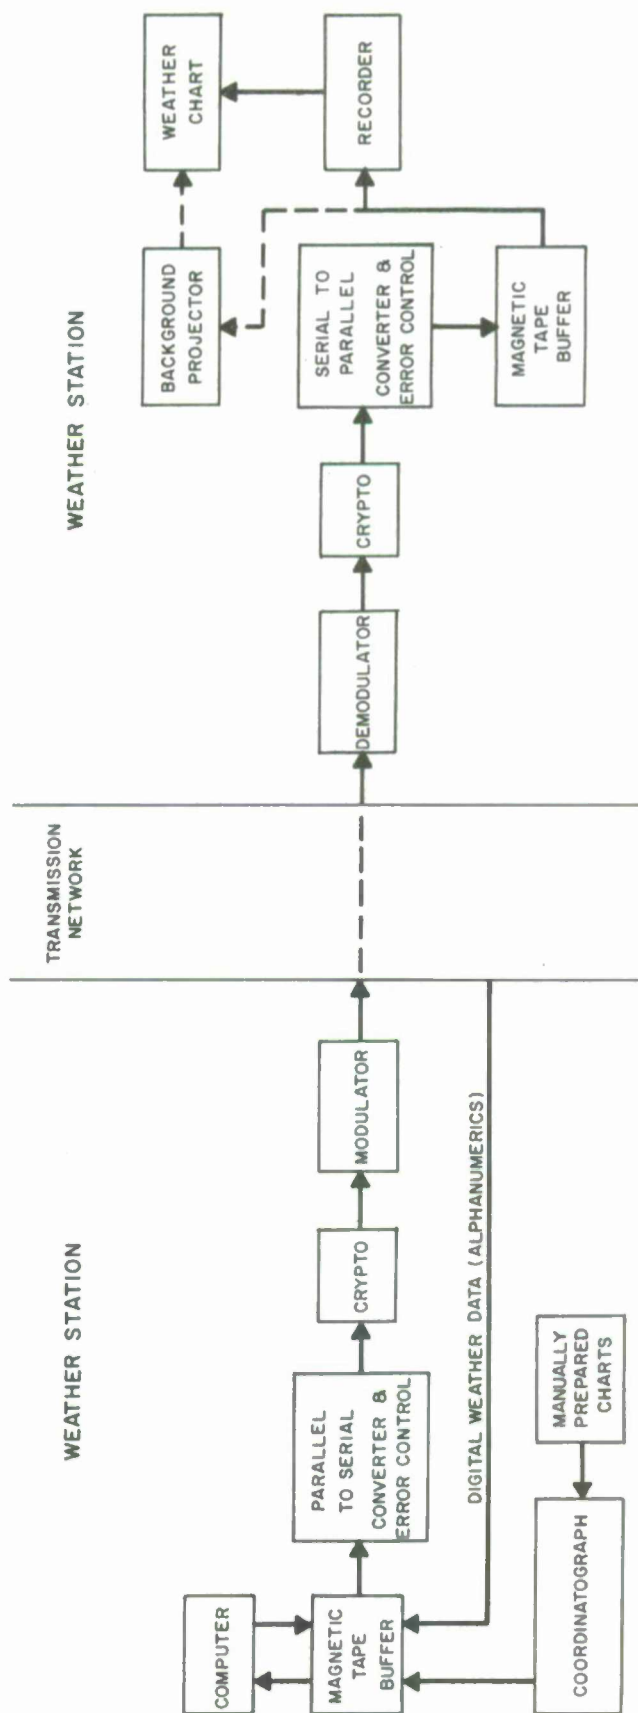 WEATHER STATION
COMPUTER
MAGNETIC
TAPE
BUFFER
PARALLEL
TO SERIAL
CONVERTER &
ERROR CONTROL
CRYPTO
MODULATOR
DIGITAL WEATHER DATA (ALPHANUMERICS)
COORDINATOGRAPH
MANUALLY
PREPARED
CHARTS
TRANSMISSION
NETWORK
WEATHER STATION
DEMODULATOR
CRYPTO
SERIAL TO
PARALLEL
CONVERTER &
ERROR CONTROL
MAGNETIC
TAPE
BUFFER
BACKGROUND
PROJECTOR
WEATHER
CHART
RECORDER